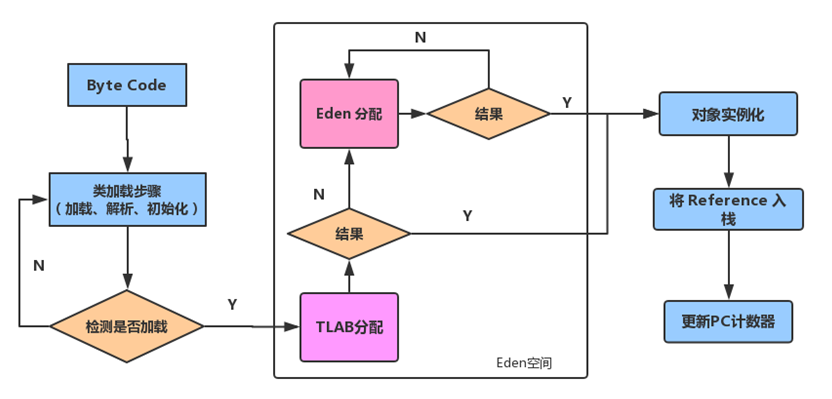 Byte Code
类加载步骤
（加载、解析、初始化）
N
检测是否加载
Y
N
Eden 分配
结果
Y
N
结果
Y
TLAB分配
Eden空间
对象实例化
将 Reference 入
栈
更新PC计数器